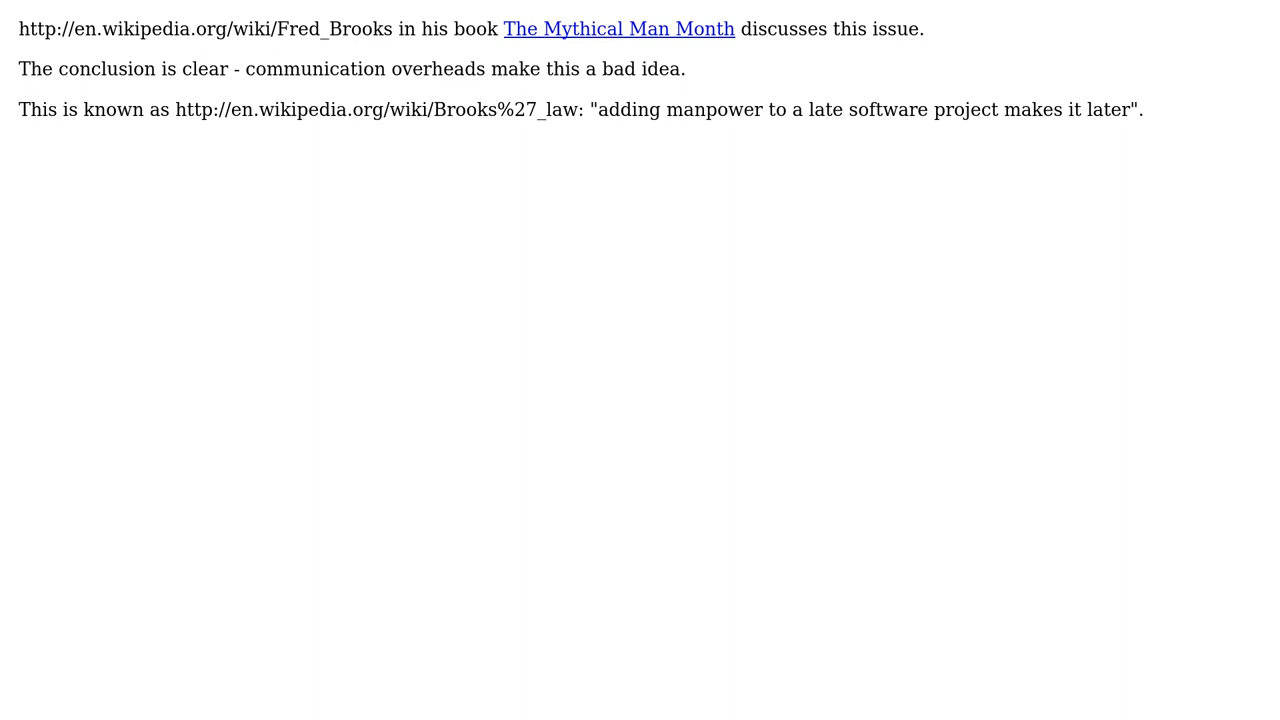 http://en.wikipedia.org/wiki/Fred_Brooks in his book The Mythical Man Month discusses this issue.
The conclusion is clear - communication overheads make this a bad idea.
This is known as http://en.wikipedia.org/wiki/Brooks%27_law: "adding manpower to a late software project makes it later".